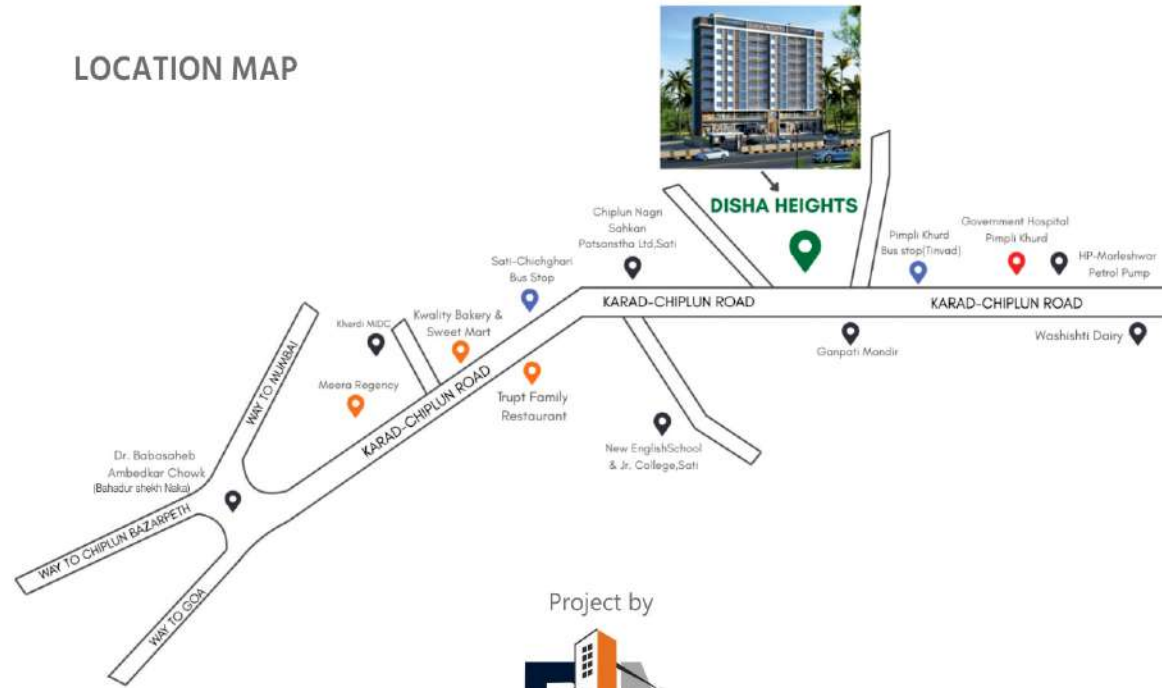 LOCATION MAP
DISHA HEIGHTS
Chiplun Nagri
Sahkari
Patsanstha Ltd,Sati
Pimpli Khurd
Bus stop(Tinvad)
Government Hospital
Pimpli Khurd
HP-Marleshwar
Petrol Pump
Sati-Chichghari
Bus Stop
KARAD-CHIPLUN ROAD
KARAD-CHIPLUN ROAD
Kherdi MIDC
Kwality Bakery &
Sweet Mart
Ganpati Mandir
Washishti Dairy
Meera Regency
KARAD-CHIPLUN ROAD
Trupt Family
Restaurant
WAY TO MUMBAI
New EnglishSchool
& Jr. College,Sati
Dr. Babasaheb
Ambedkar Chowk
(Bahadur shekh Naka)
WAY TO CHIPLUN BAZARPETH
WAY TO GOA
Project by